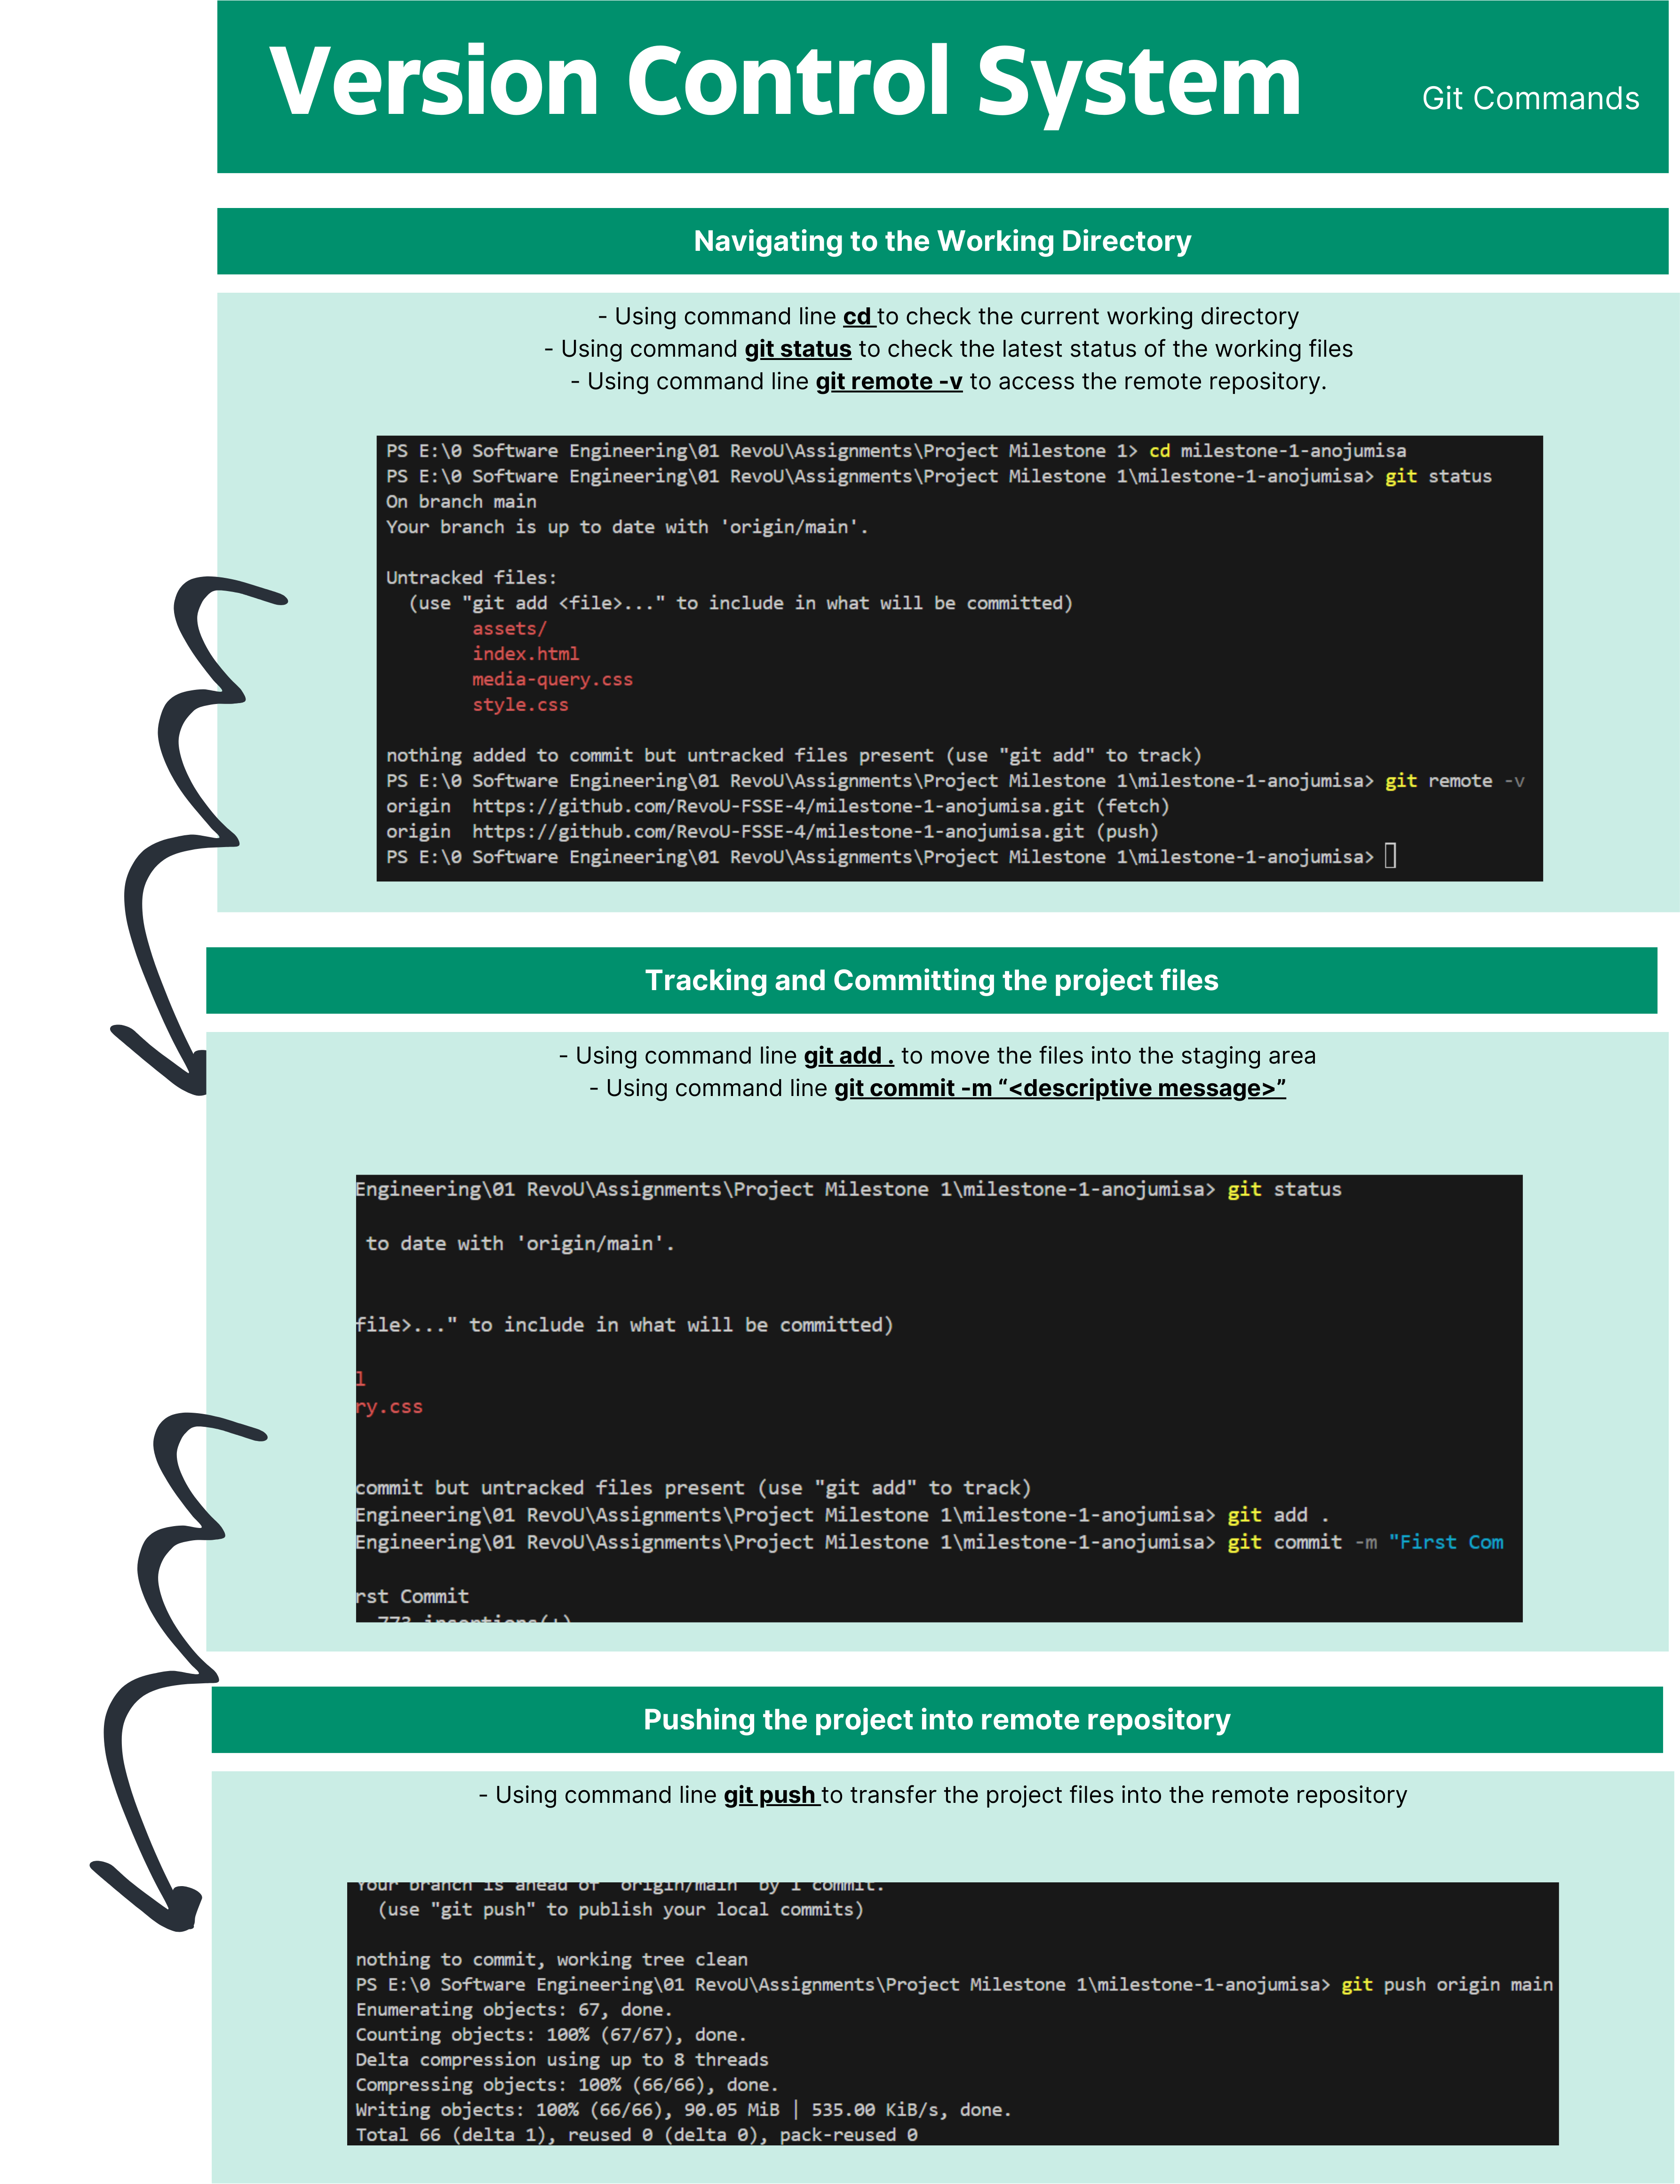 Version Control System
Git Commands
Navigating to the Working Directory
- Using command line cd to check the current working directory
- Using command git status to check the latest status of the working files
- Using command line git remote -v to access the remote repository.
PS E:\0 Software Engineering\01 RevoU\Assignments\Project Milestone 1> cd milestone-1-anojumisa
PS E:\0 Software Engineering\01 RevoU\Assignments\Project Milestone 1\milestone-1-anojumisa> git status
On branch main
Your branch is up to date with 'origin/main'.
Untracked files:
(use "git add <file>..." to include in what will be committed)
assets/
index.html
media-query.css
style.css
nothing added to commit but untracked files present (use "git add" to track)
PS E:\0 Software Engineering\01 RevoU\Assignments\Project Milestone 1\milestone-1-anojumisa> git remote -v
origin https://github.com/RevoU-FSSE-4/milestone-1-anojumisa.git (fetch)
origin https://github.com/RevoU-FSSE-4/milestone-1-anojumisa.git (push)
PS E:\0 Software Engineering\01 RevoU\Assignments\Project Milestone 1\milestone-1-anojumisa>
Tracking and Committing the project files
- Using command line git add . to move the files into the staging area
- Using command line git commit -m “<descriptive message>”
Engineering\01 RevoU\Assignments\Project Milestone 1\milestone-1-anojumisa> git status
to date with 'origin/main'.
file>..." to include in what will be committed)
l
ry.css
commit but untracked files present (use "git add" to track)
Engineering\01 RevoU\Assignments\Project Milestone 1\milestone-1-anojumisa> git add .
Engineering\01 RevoU\Assignments\Project Milestone 1\milestone-1-anojumisa> git commit -m "First Com
rst Commit
773 insertions(+)
Pushing the project into remote repository
- Using command line git push to transfer the project files into the remote repository
Your branch is ahead of 'origin/main' by 1 commit.
(use "git push" to publish your local commits)
nothing to commit, working tree clean
PS E:\0 Software Engineering\01 RevoU\Assignments\Project Milestone 1\milestone-1-anojumisa> git push origin main
Enumerating objects: 67, done.
Counting objects: 100% (67/67), done.
Delta compression using up to 8 threads
Compressing objects: 100% (66/66), done.
Writing objects: 100% (66/66), 90.05 MiB | 535.00 KiB/s, done.
Total 66 (delta 1), reused 0 (delta 0), pack-reused 0